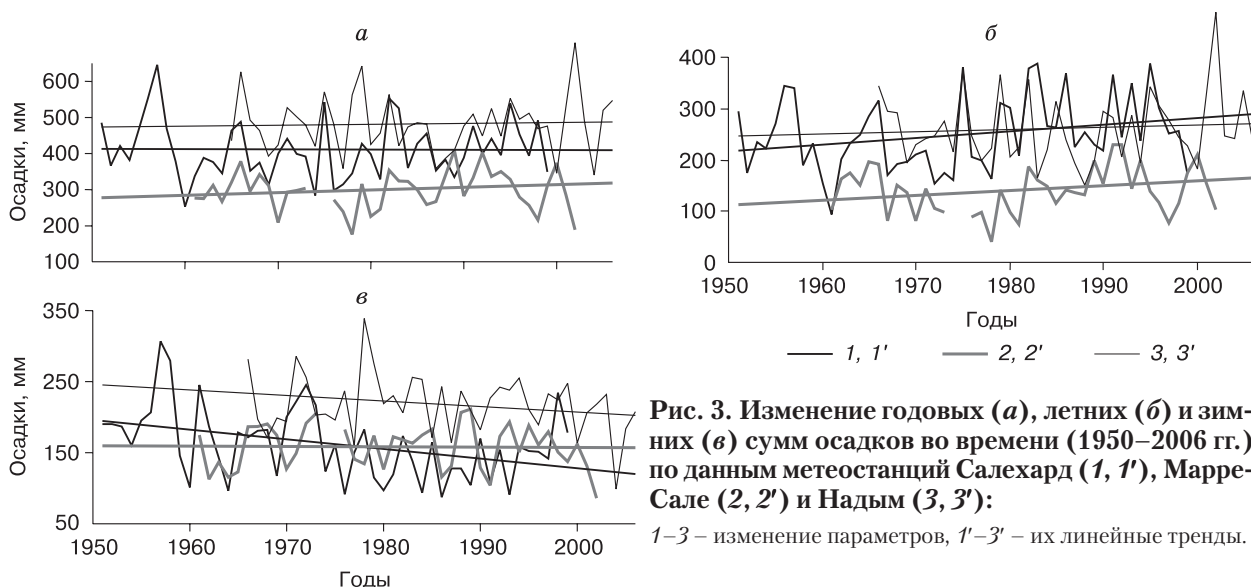 а
Осадки, мм
600
500
400
300
200
100
б
400
300
200
100
0
1950 1960 1970 1980 1990 2000
Годы
в
Осадки, мм
350
250
150
50
1950 1960 1970 1980 1990 2000
Годы
1, 1' 2, 2' 3, 3'
Рис. 3. Изменение годовых (а), летних (б) и зим-
них (в) сумм осадков во времени (1950–2006 гг.)
по данным метеостанций Салехард (1, 1'), Марре-
Сале (2, 2') и Надым (3, 3'):
1–3 – изменение параметров, 1'–3' – их линейные тренды.